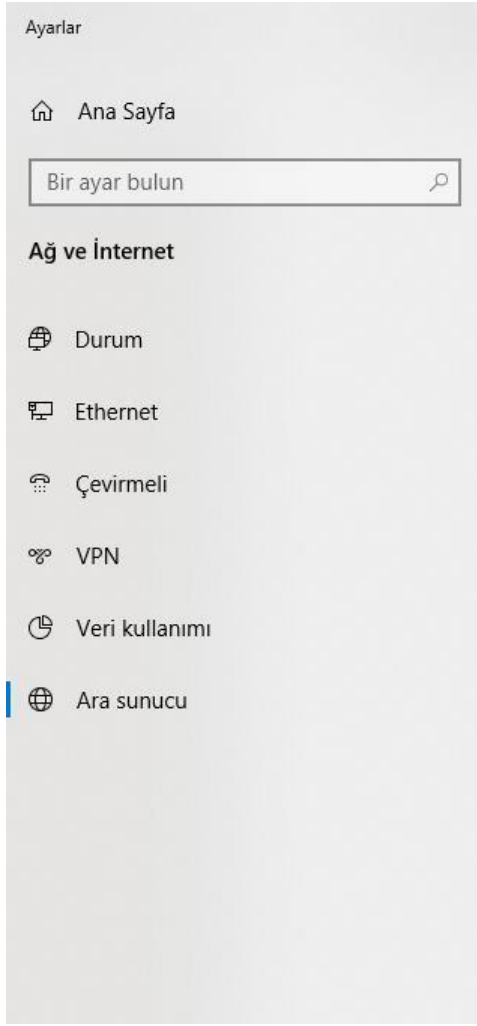 Ayarlar
Ana Sayfa
Bir ayar bulun
Ağ ve İnternet
Durum
Ethernet
Çevirmeli
VPN
Veri kullanımı
Ara sunucu